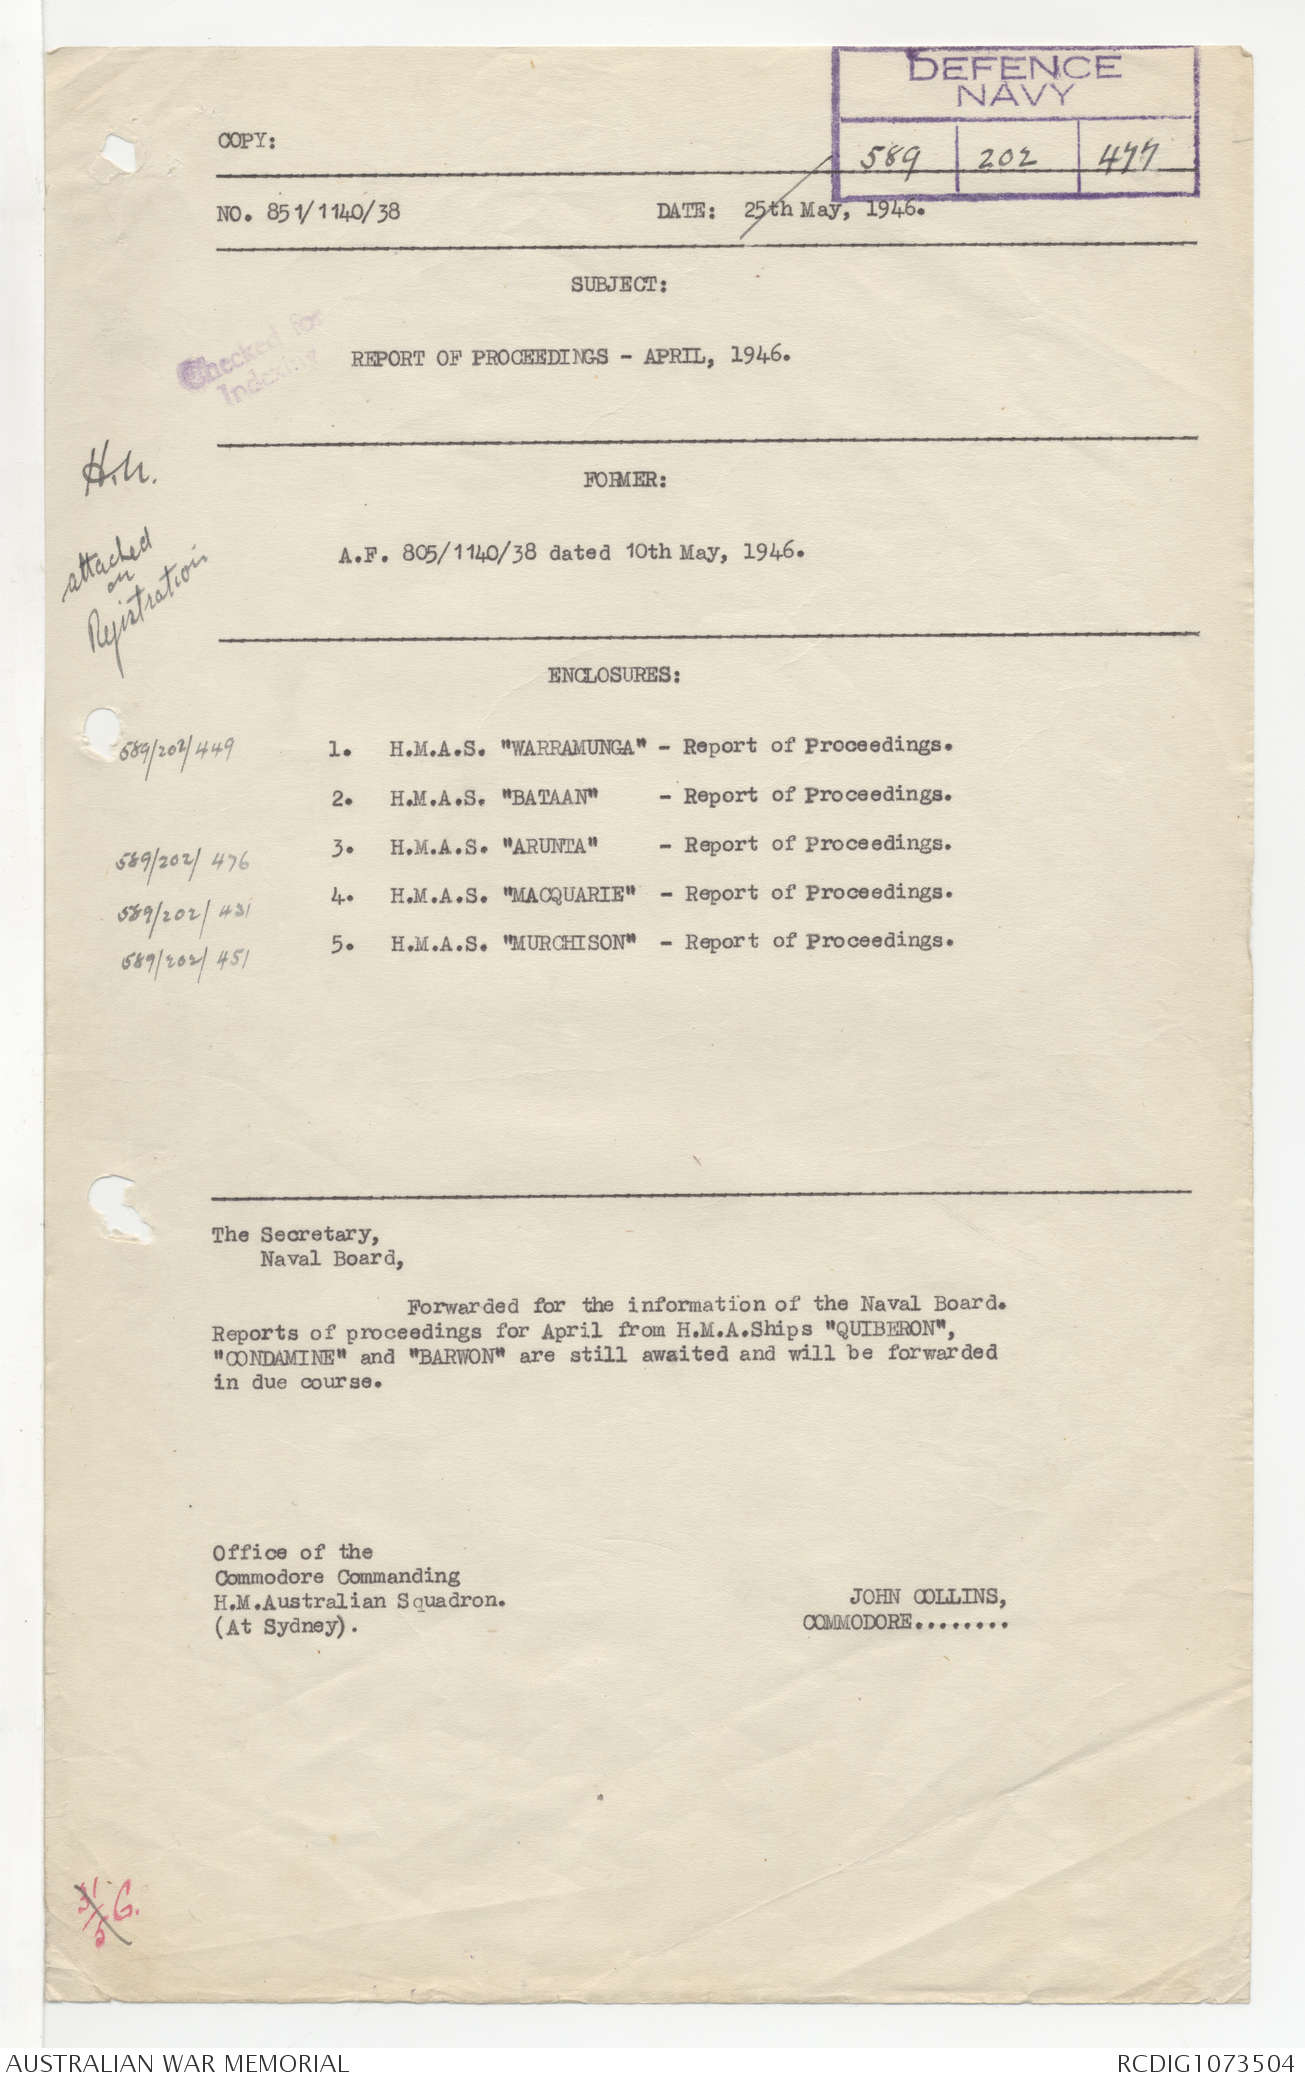 DEFENCE
NAVY
589 202 477
COPY:
NO. 851/1140/38 DATE: 25th May, 1946.
SUBJECT:
Checked for
Indexing
REPORT OF PROCEEDINGS - APRIL, 1946.
H.N.
FORMER:
attached
on
Registration
A.F. 805/1140/38 dated 10th May, 1946.
ENCLOSURES:
589/202/449 1. H.M.A.S. "WARRAMUNGA" - Report of Proceedings.
2. H.M.A.S. "BATAAN" - Report of Proceedings.
589/202/476 3. H.M.A.S. "ARUNTA" - Report of Proceedings.
589/202/431 4. H.M.A.S. "MACQUARIE" - Report of Proceedings.
589/202/451 5. H.M.A.S. "MURCHISON" - Report of Proceedings.
The Secretary,
Naval Board,
Forwarded for the information of the Naval Board.
Reports of proceedings for April from H.M.A.Ships "QUIBERON",
"CONDAMINE" and "BARWON" are still awaited and will be forwarded
in due course.
Office of the
Commodore Commanding
H.M.Australian Squadron.
(At Sydney).
JOHN COLLINS,
COMMODORE........
31/5 G.
AUSTRALIAN WAR MEMORIAL RCDIG1073504